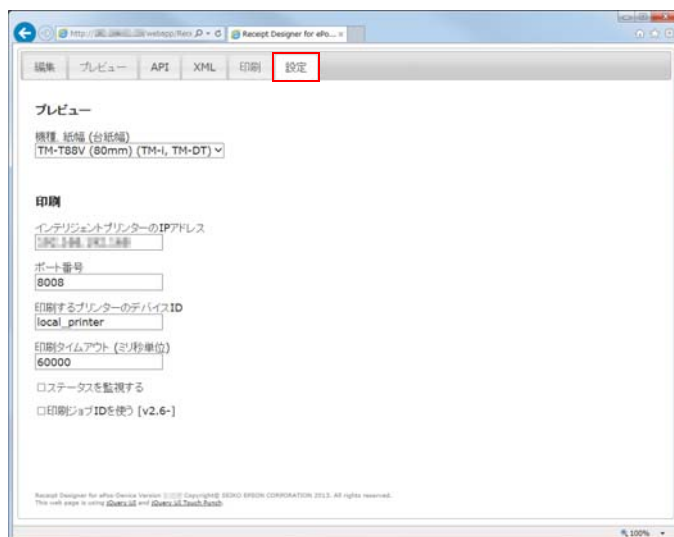 http://
webapp/Rece
Receipt Designer for ePo...
編集 プレビュー API XML 印刷 設定
プレビュー
機種, 紙幅 (台紙幅)
TM-T88V (80mm) (TM-i, TM-DT)
印刷
インテリジェントプリンターのIPアドレス
ポート番号
8008
印刷するプリンターのデバイスID
local_printer
印刷タイムアウト (ミリ秒単位)
60000
ステータスを監視する
印刷ジョブIDを使う [v2.6-]
Receipt Designer for ePos-Device Version Copyright© SEIKO EPSON CORPORATION 2013. All rights reserved.
This web page is using jQuery UI and jQuery UI Touch Punch.
100%